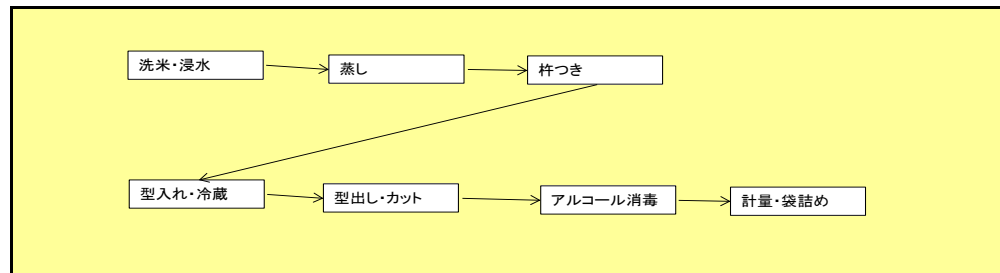 洗米・浸水
蒸し
杵つき
型入れ・冷蔵
型出し・カット
アルコール消毒
計量・袋詰め